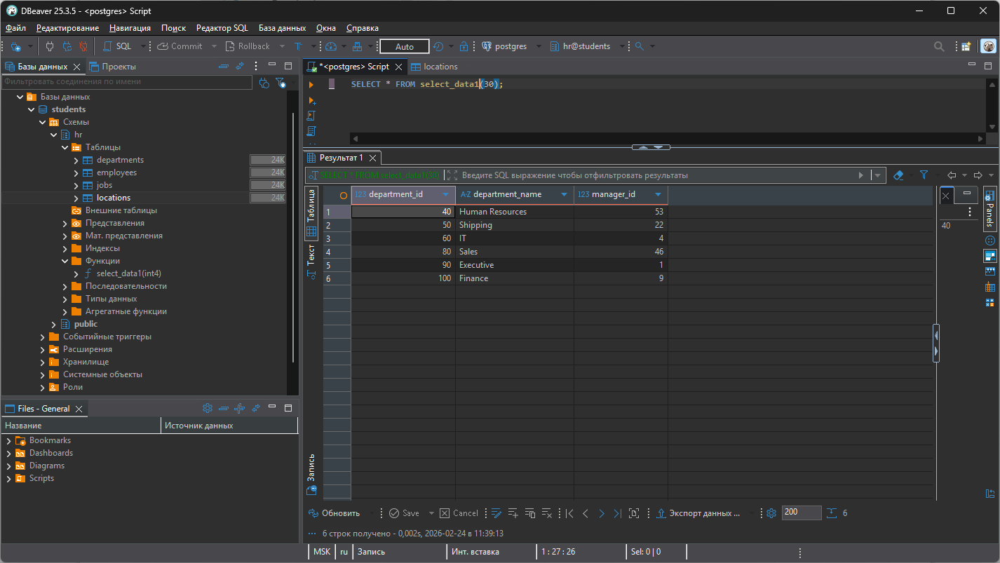 DBeaver 25.3.5 - <postgres> Script
Файл Редактирование Навигация Поиск Редактор SQL База данных Окна Справка
SQL Commit Rollback T Auto postgres hr@students
Базы данных Проекты
*<postgres> Script locations
Фильтровать соединения по имени
SELECT * FROM select_data1(30);
Базы данных
students
Схемы
hr
Таблицы
departments 24K
employees 24K
jobs 24K
locations 24K
Внешние таблицы
Представления
Мат. представления
Индексы
Функции
select_data1(int4)
Последовательности
Типы данных
Агрегатные функции
public
Событийные триггеры
Расширения
Хранилище
Системные объекты
Роли
Результат 1
SELECT * FROM select_data1(30) Введите SQL выражение чтобы отфильтровать результаты
Таблица
Текст
Запись
123 department_id A-Z department_name 123 manager_id
1 40 Human Resources 53
2 50 Shipping 22
3 60 IT 4
4 80 Sales 46
5 90 Executive 1
6 100 Finance 9
40
Panels
Files - General
Название Источник данных
Bookmarks
Dashboards
Diagrams
Scripts
Обновить Save Cancel Экспорт данных ... 200 6
6 строк получено - 0,002s, 2026-02-24 в 11:39:13
MSK ru Запись Инт. вставка 1 : 27 : 26 Sel: 0 | 0